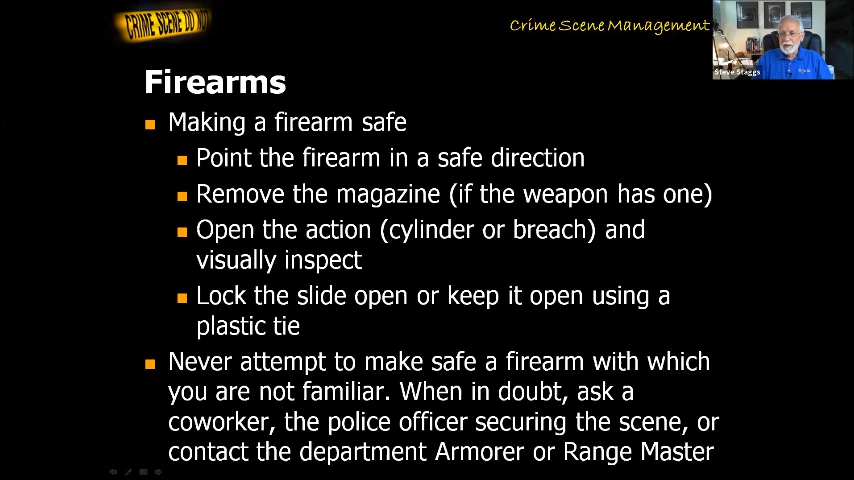 CRIME SCENE DO NOT
Crime Scene Management
Steve Staggs
Firearms
Making a firearm safe
Point the firearm in a safe direction
Remove the magazine (if the weapon has one)
Open the action (cylinder or breach) and
visually inspect
Lock the slide open or keep it open using a
plastic tie
Never attempt to make safe a firearm with which
you are not familiar. When in doubt, ask a
coworker, the police officer securing the scene, or
contact the department Armorer or Range Master